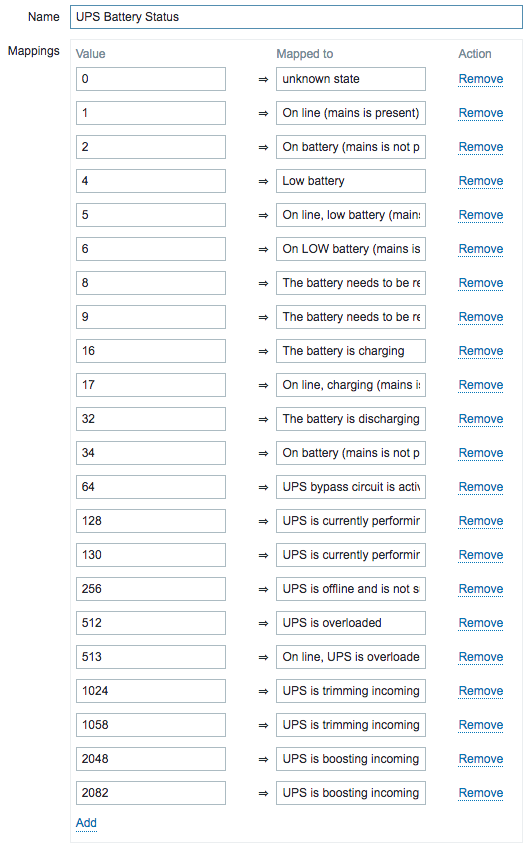 Name UPS Battery Status
Mappings Value Mapped to Action
0 ⇒ unknown state Remove
1 ⇒ On line (mains is present) Remove
2 ⇒ On battery (mains is not p Remove
4 ⇒ Low battery Remove
5 ⇒ On line, low battery (main Remove
6 ⇒ On LOW battery (mains is Remove
8 ⇒ The battery needs to be re Remove
9 ⇒ The battery needs to be re Remove
16 ⇒ The battery is charging Remove
17 ⇒ On line, charging (mains i Remove
32 ⇒ The battery is discharging Remove
34 ⇒ On battery (mains is not p Remove
64 ⇒ UPS bypass circuit is activ Remove
128 ⇒ UPS is currently performin Remove
130 ⇒ UPS is currently performin Remove
256 ⇒ UPS is offline and is not s Remove
512 ⇒ UPS is overloaded Remove
513 ⇒ On line, UPS is overloade Remove
1024 ⇒ UPS is trimming incoming Remove
1058 ⇒ UPS is trimming incoming Remove
2048 ⇒ UPS is boosting incoming Remove
2082 ⇒ UPS is boosting incoming Remove
Add